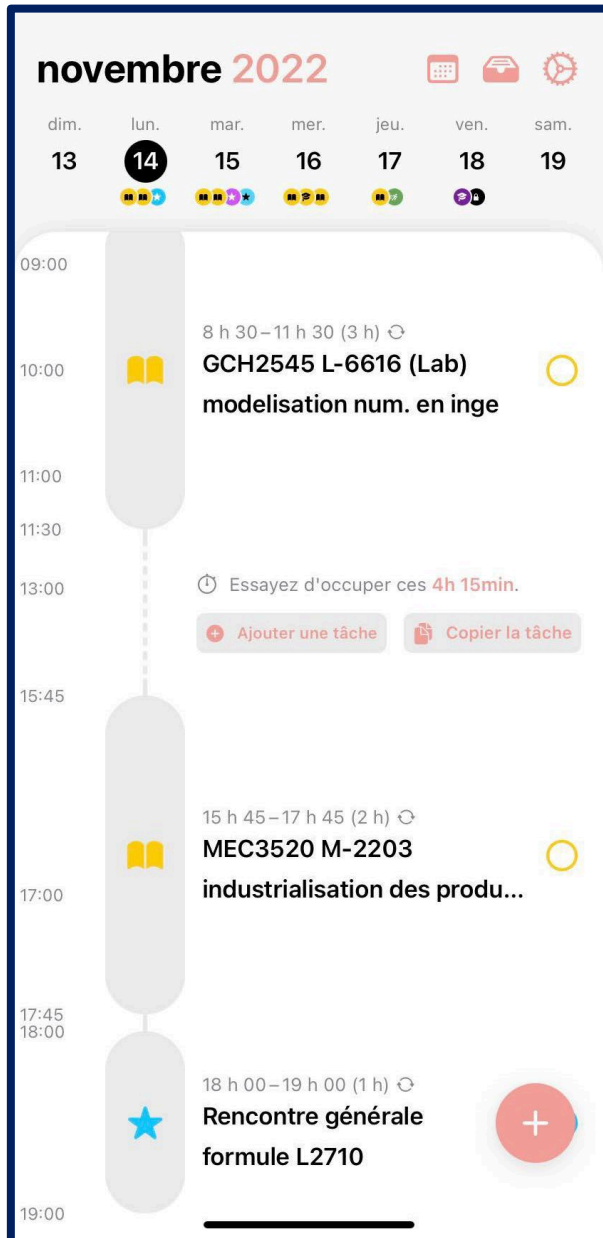 novembre 2022
dim. lun. mar. mer. jeu. ven. sam.
13 14 15 16 17 18 19
09:00
8 h 30 – 11 h 30 (3 h)
10:00
GCH2545 L-6616 (Lab)
modelisation num. en inge
11:00
11:30
13:00
Essayez d'occuper ces 4h 15min.
Ajouter une tâche
Copier la tâche
15:45
15 h 45 – 17 h 45 (2 h)
MEC3520 M-2203
industrialisation des produ...
17:00
17:45
18:00
18 h 00 – 19 h 00 (1 h)
Rencontre générale
formule L2710
19:00